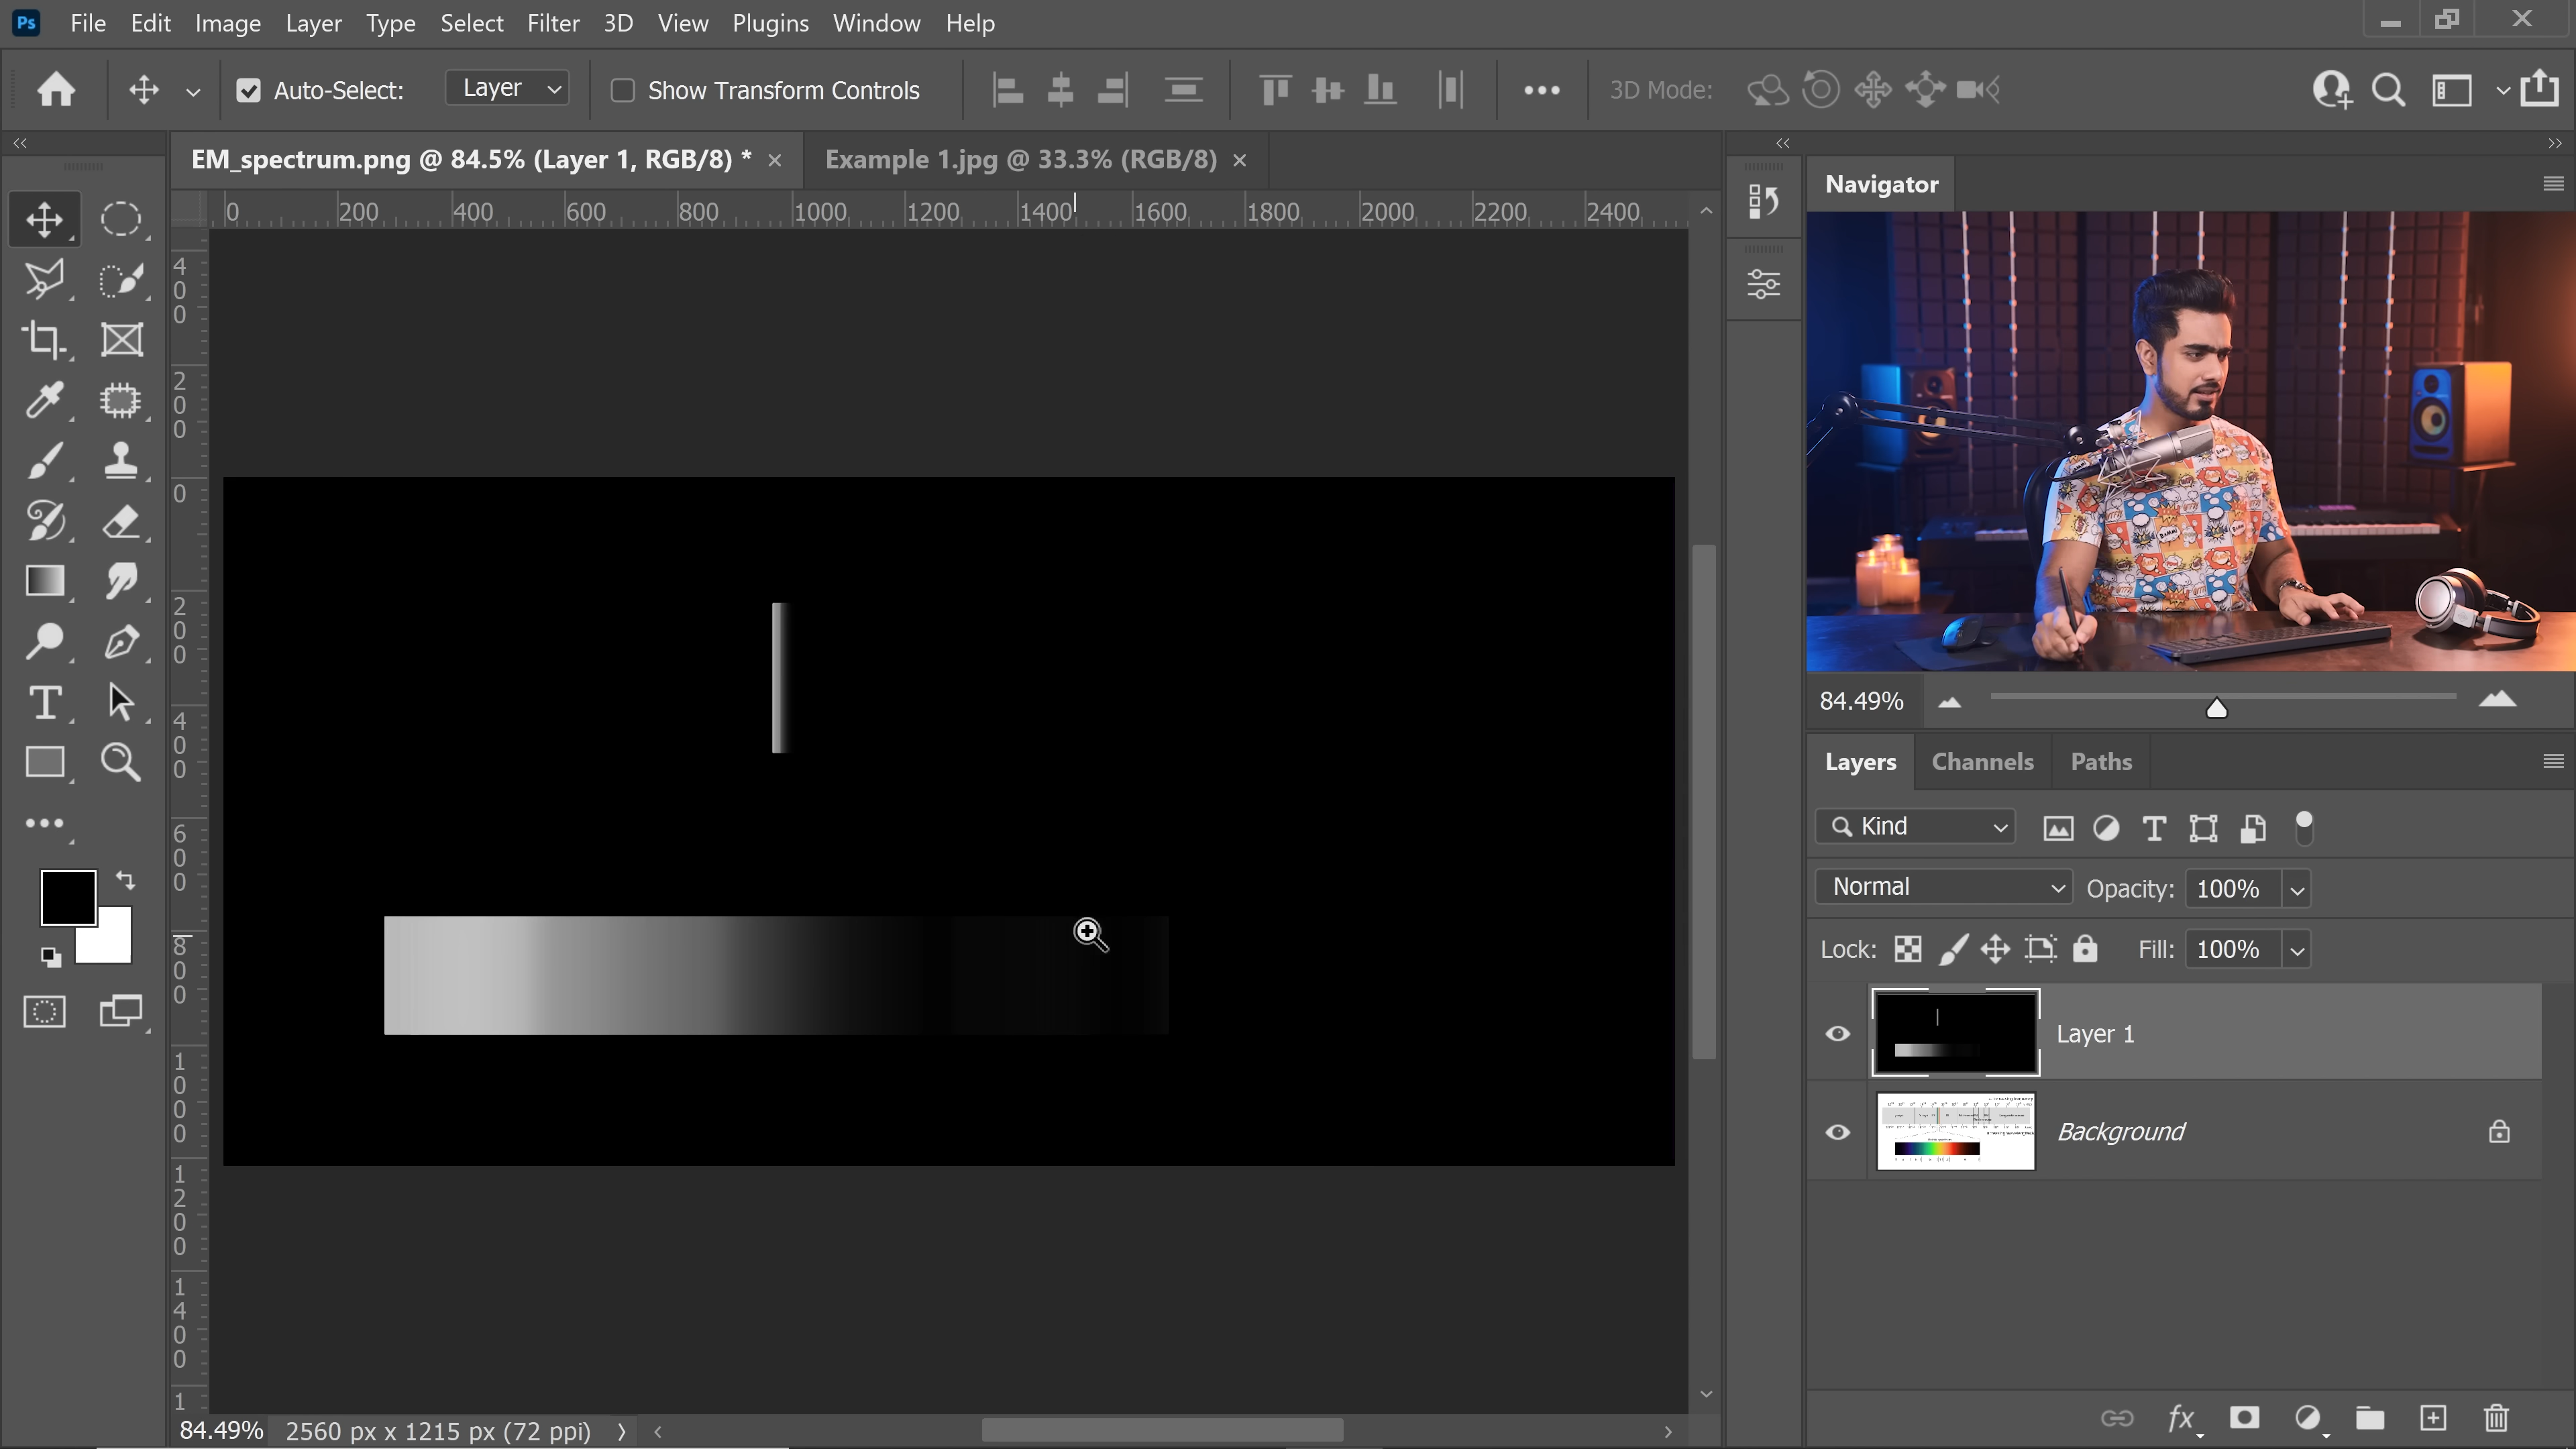 Ps File Edit Image Layer Type Select Filter 3D View Plugins Window Help
Auto-Select: Layer Show Transform Controls 3D Mode:
EM_spectrum.png @ 84.5% (Layer 1, RGB/8) * Example 1.jpg @ 33.3% (RGB/8)
0 200 400 600 800 1000 1200 1400 1600 1800 2000 2200 2400
400
200
0
200
400
600
800
1000
1200
1400
1
84.49% 2560 px x 1215 px (72 ppi)
Navigator
84.49%
Layers Channels Paths
Kind
Normal Opacity: 100%
Lock: Fill: 100%
Layer 1
Background
fx